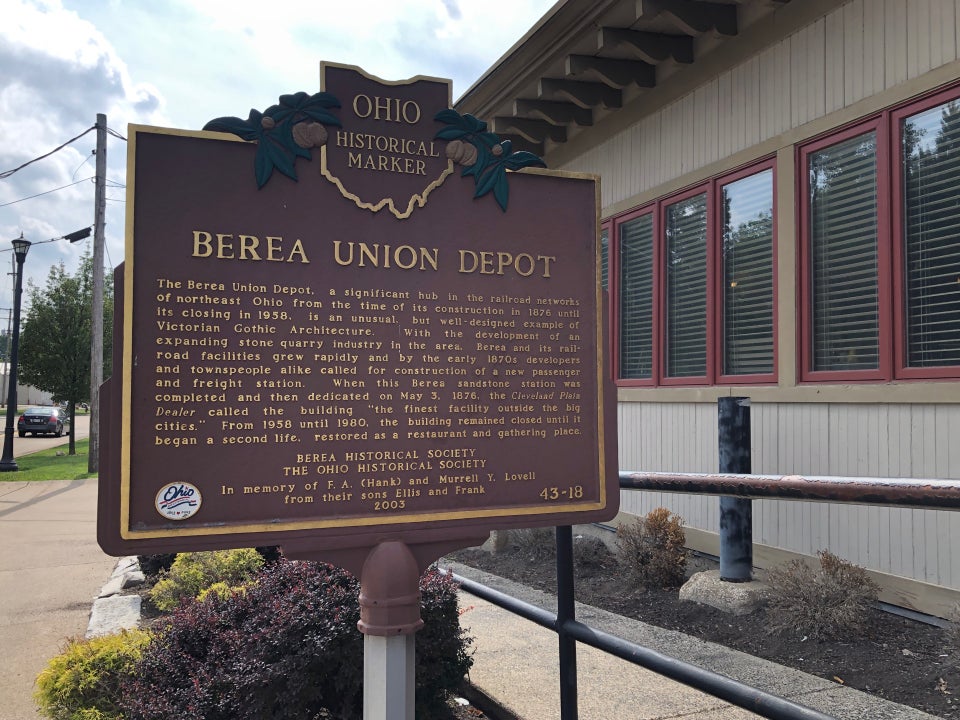 OHIO
HISTORICAL
MARKER
BEREA UNION DEPOT
The Berea Union Depot, a significant hub in the railroad networks
of northeast Ohio from the time of its construction in 1876 until
its closing in 1958, is an unusual, but well-designed example of
Victorian Gothic Architecture. With the development of an
expanding stone quarry industry in the area, Berea and its rail-
road facilities grew rapidly and by the early 1870s developers
and townspeople alike called for construction of a new passenger
and freight station. When this Berea sandstone station was
completed and then dedicated on May 3, 1876, the Cleveland Plain
Dealer called the building "the finest facility outside the big
cities." From 1958 until 1980, the building remained closed until it
began a second life, restored as a restaurant and gathering place.
BEREA HISTORICAL SOCIETY
THE OHIO HISTORICAL SOCIETY
In memory of F. A. (Hank) and Murrell Y. Lovell
from their sons Ellis and Frank
2003
43-18
Ohio